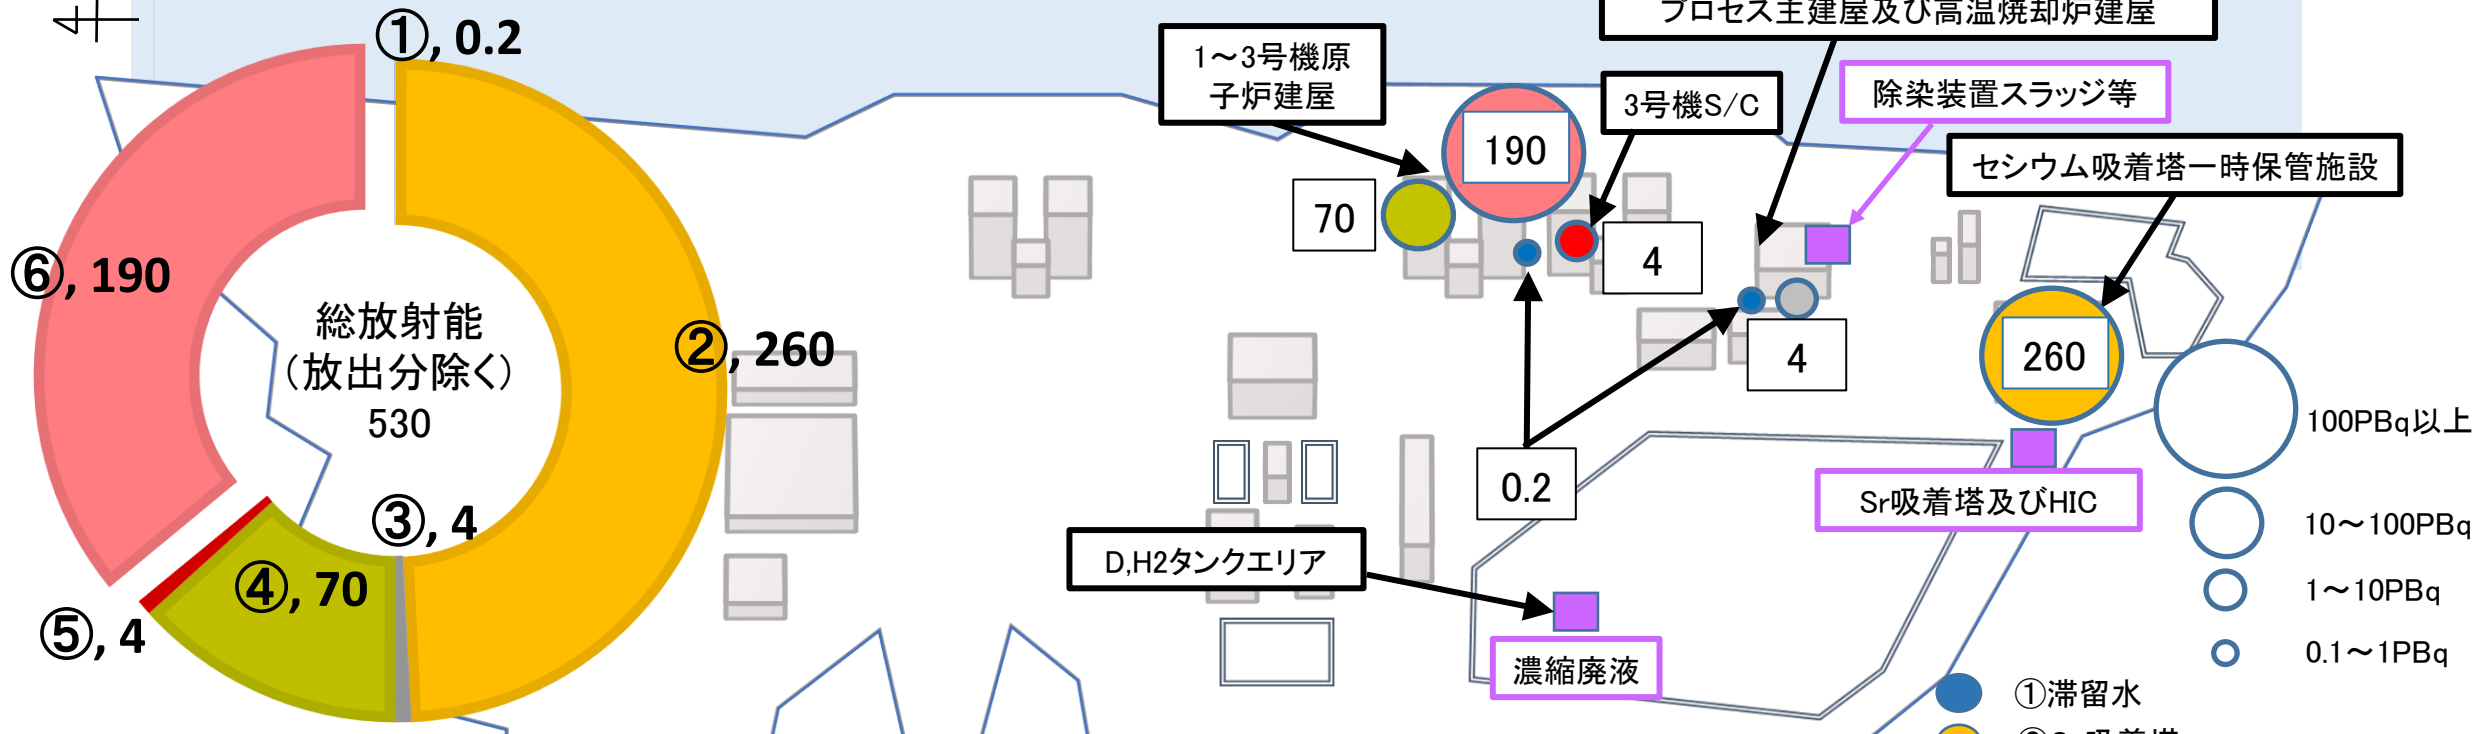 ①, 0.2
⑥, 190
②, 260
総放射能
（放出分除く）
530
③, 4
④, 70
⑤, 4
プロセス主建屋及び高温焼却炉建屋
1～3号機原
子炉建屋
3号機S/C
除染装置スラッジ等
190
セシウム吸着塔一時保管施設
70
4
4
260
0.2
100PBq以上
Sr吸着塔及びHIC
10～100PBq
D,H2タンクエリア
1～10PBq
0.1～1PBq
濃縮廃液
①滞留水